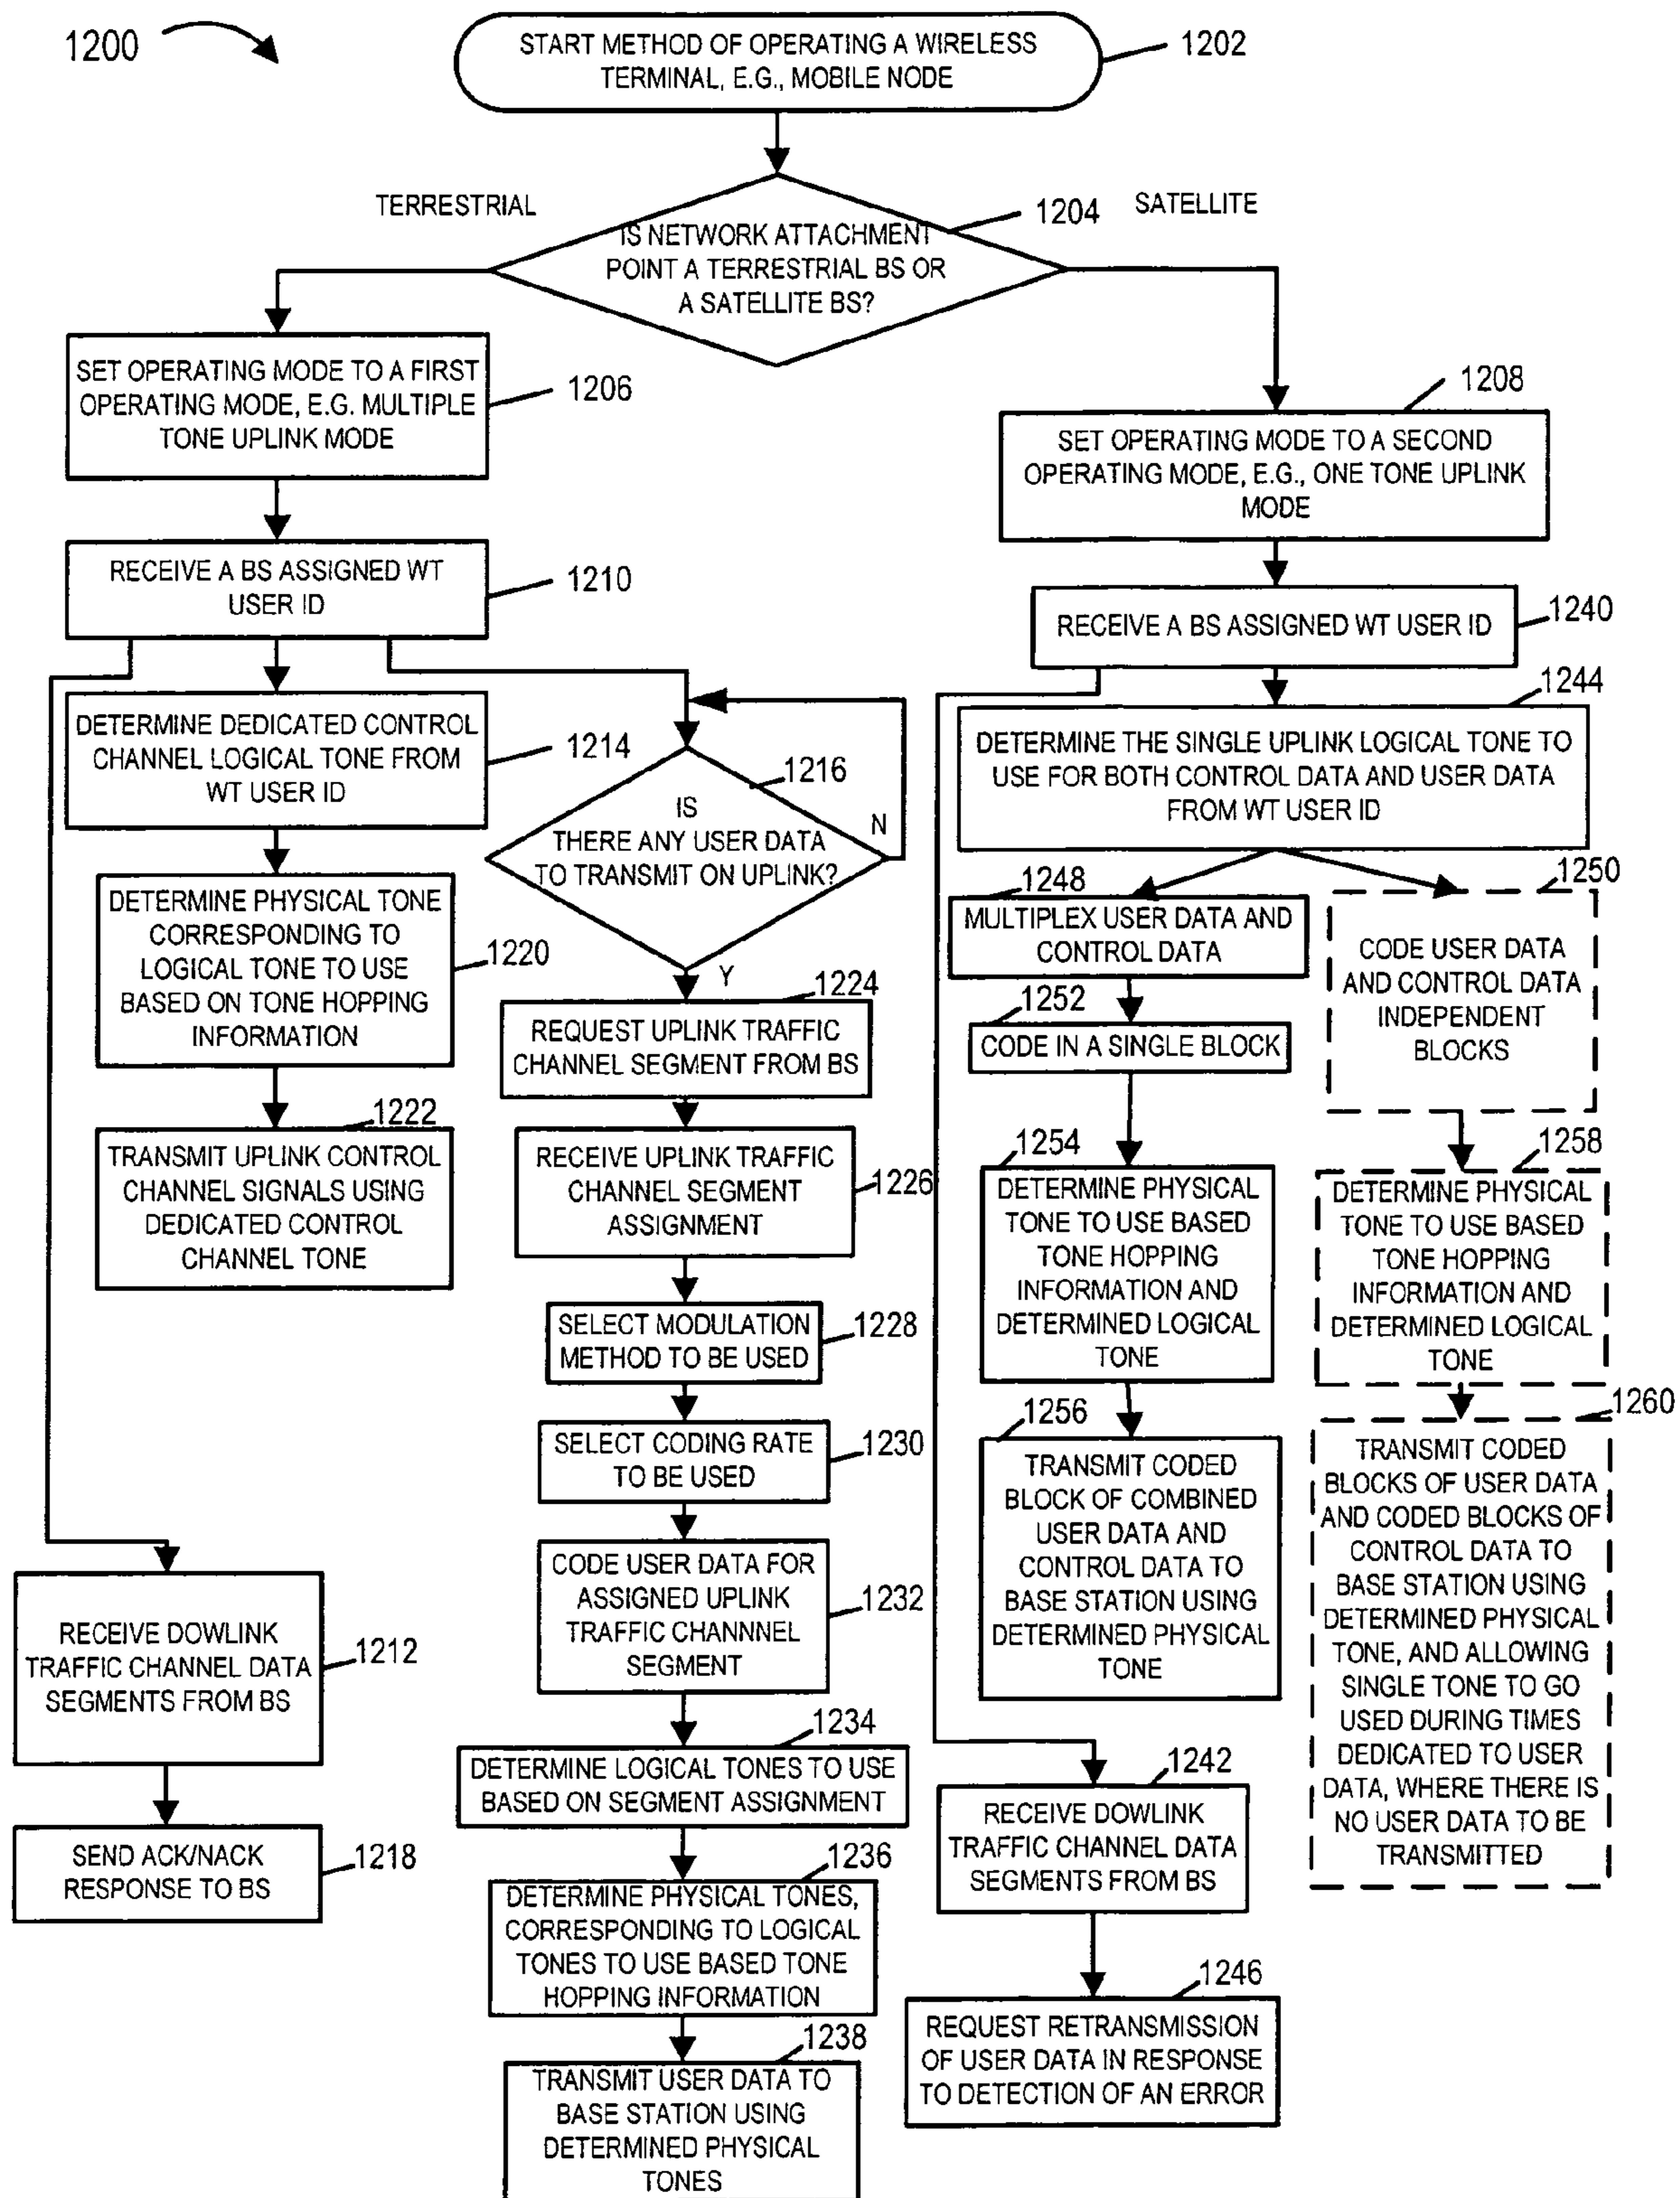 1200
START METHOD OF OPERATING A WIRELESS
TERMINAL, E.G., MOBILE NODE
1202
TERRESTRIAL
1204
SATELLITE
IS NETWORK ATTACHMENT
POINT A TERRESTRIAL BS OR
A SATELLITE BS?
SET OPERATING MODE TO A FIRST
OPERATING MODE, E.G. MULTIPLE
TONE UPLINK MODE
1206
1208
SET OPERATING MODE TO A SECOND
OPERATING MODE, E.G., ONE TONE UPLINK
MODE
RECEIVE A BS ASSIGNED WT
USER ID
1210
RECEIVE A BS ASSIGNED WT USER ID
1240
DETERMINE DEDICATED CONTROL
CHANNEL LOGICAL TONE FROM
WT USER ID
1214
1216
IS
THERE ANY USER DATA
TO TRANSMIT ON UPLINK?
N
Y
1244
DETERMINE THE SINGLE UPLINK LOGICAL TONE TO
USE FOR BOTH CONTROL DATA AND USER DATA
FROM WT USER ID
DETERMINE PHYSICAL TONE
CORRESPONDING TO
LOGICAL TONE TO USE
BASED ON TONE HOPPING
INFORMATION
1220
1248
MULTIPLEX USER DATA AND
CONTROL DATA
1250
CODE USER DATA
AND CONTROL DATA
INDEPENDENT
BLOCKS
1224
REQUEST UPLINK TRAFFIC
CHANNEL SEGMENT FROM BS
1252
CODE IN A SINGLE BLOCK
1222
TRANSMIT UPLINK CONTROL
CHANNEL SIGNALS USING
DEDICATED CONTROL
CHANNEL TONE
RECEIVE UPLINK TRAFFIC
CHANNEL SEGMENT
ASSIGNMENT
1226
1254
DETERMINE PHYSICAL
TONE TO USE BASED
TONE HOPPING
INFORMATION AND
DETERMINED LOGICAL
TONE
1258
DETERMINE PHYSICAL
TONE TO USE BASED
TONE HOPPING
INFORMATION AND
DETERMINED LOGICAL
TONE
SELECT MODULATION
METHOD TO BE USED
1228
SELECT CODING RATE
TO BE USED
1230
1256
TRANSMIT CODED
BLOCK OF COMBINED
USER DATA AND
CONTROL DATA TO
BASE STATION USING
DETERMINED PHYSICAL
TONE
1260
TRANSMIT CODED
BLOCKS OF USER DATA
AND CODED BLOCKS OF
CONTROL DATA TO
BASE STATION USING
DETERMINED PHYSICAL
TONE, AND ALLOWING
SINGLE TONE TO GO
USED DURING TIMES
DEDICATED TO USER
DATA, WHERE THERE IS
NO USER DATA TO BE
TRANSMITTED
CODE USER DATA FOR
ASSIGNED UPLINK
TRAFFIC CHANNNEL
SEGMENT
1232
RECEIVE DOWLINK
TRAFFIC CHANNEL DATA
SEGMENTS FROM BS
1212
1234
DETERMINE LOGICAL TONES TO USE
BASED ON SEGMENT ASSIGNMENT
1242
RECEIVE DOWLINK
TRAFFIC CHANNEL DATA
SEGMENTS FROM BS
SEND ACK/NACK
RESPONSE TO BS
1218
1236
DETERMINE PHYSICAL TONES,
CORRESPONDING TO LOGICAL
TONES TO USE BASED TONE
HOPPING INFORMATION
1246
REQUEST RETRANSMISSION
OF USER DATA IN RESPONSE
TO DETECTION OF AN ERROR
1238
TRANSMIT USER DATA TO
BASE STATION USING
DETERMINED PHYSICAL
TONES